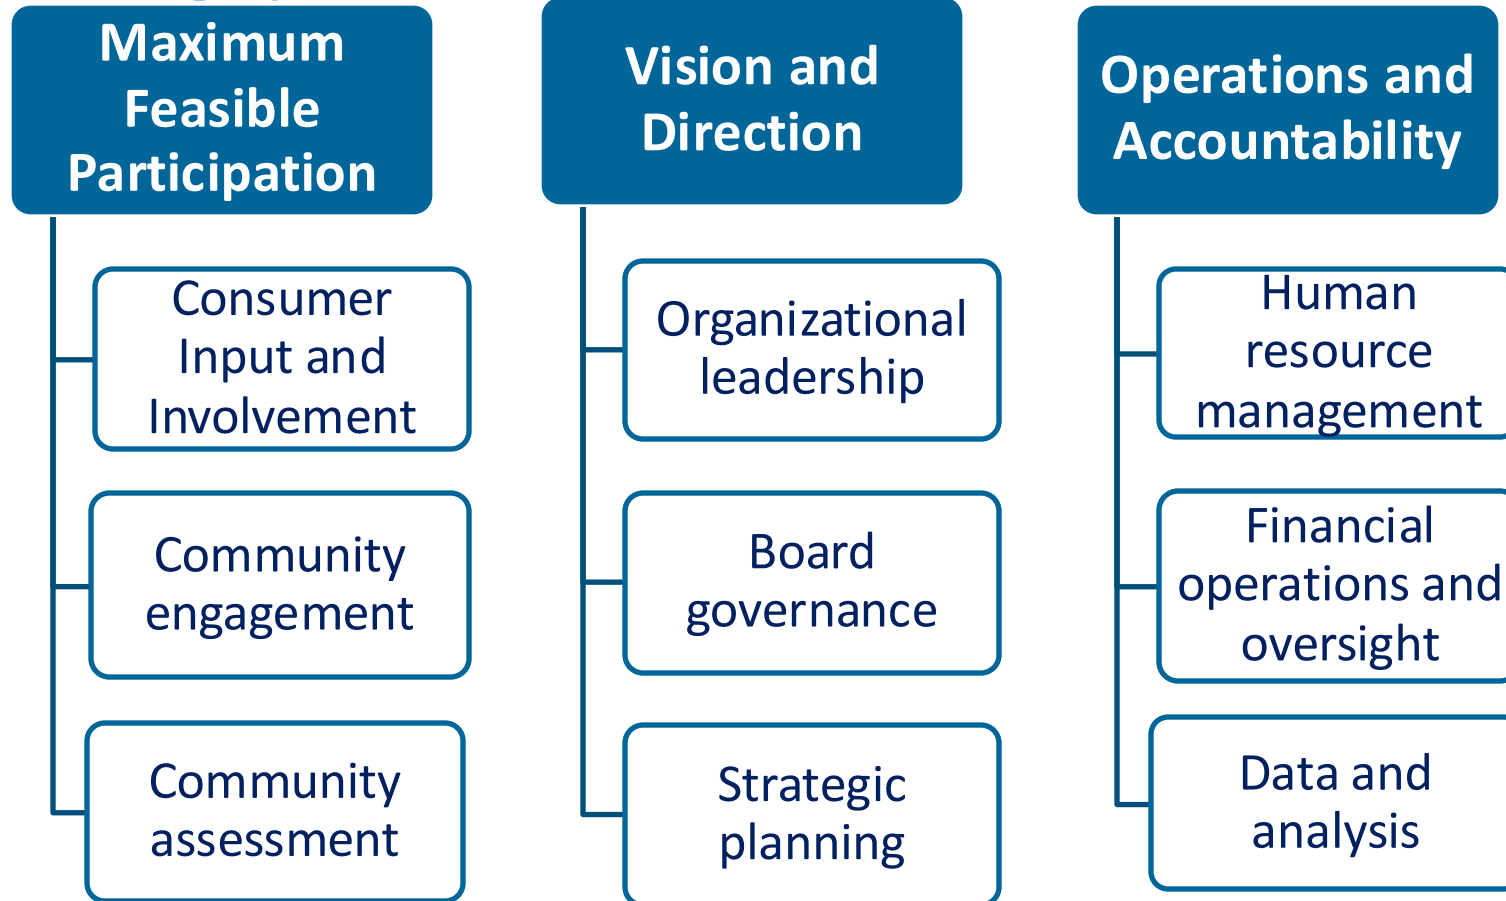 Maximum
Feasible
Participation
Consumer
Input and
Involvement
Community
engagement
Community
assessment
Vision and
Direction
Organizational
leadership
Board
governance
Strategic
planning
Operations and
Accountability
Human
resource
management
Financial
operations and
oversight
Data and
analysis